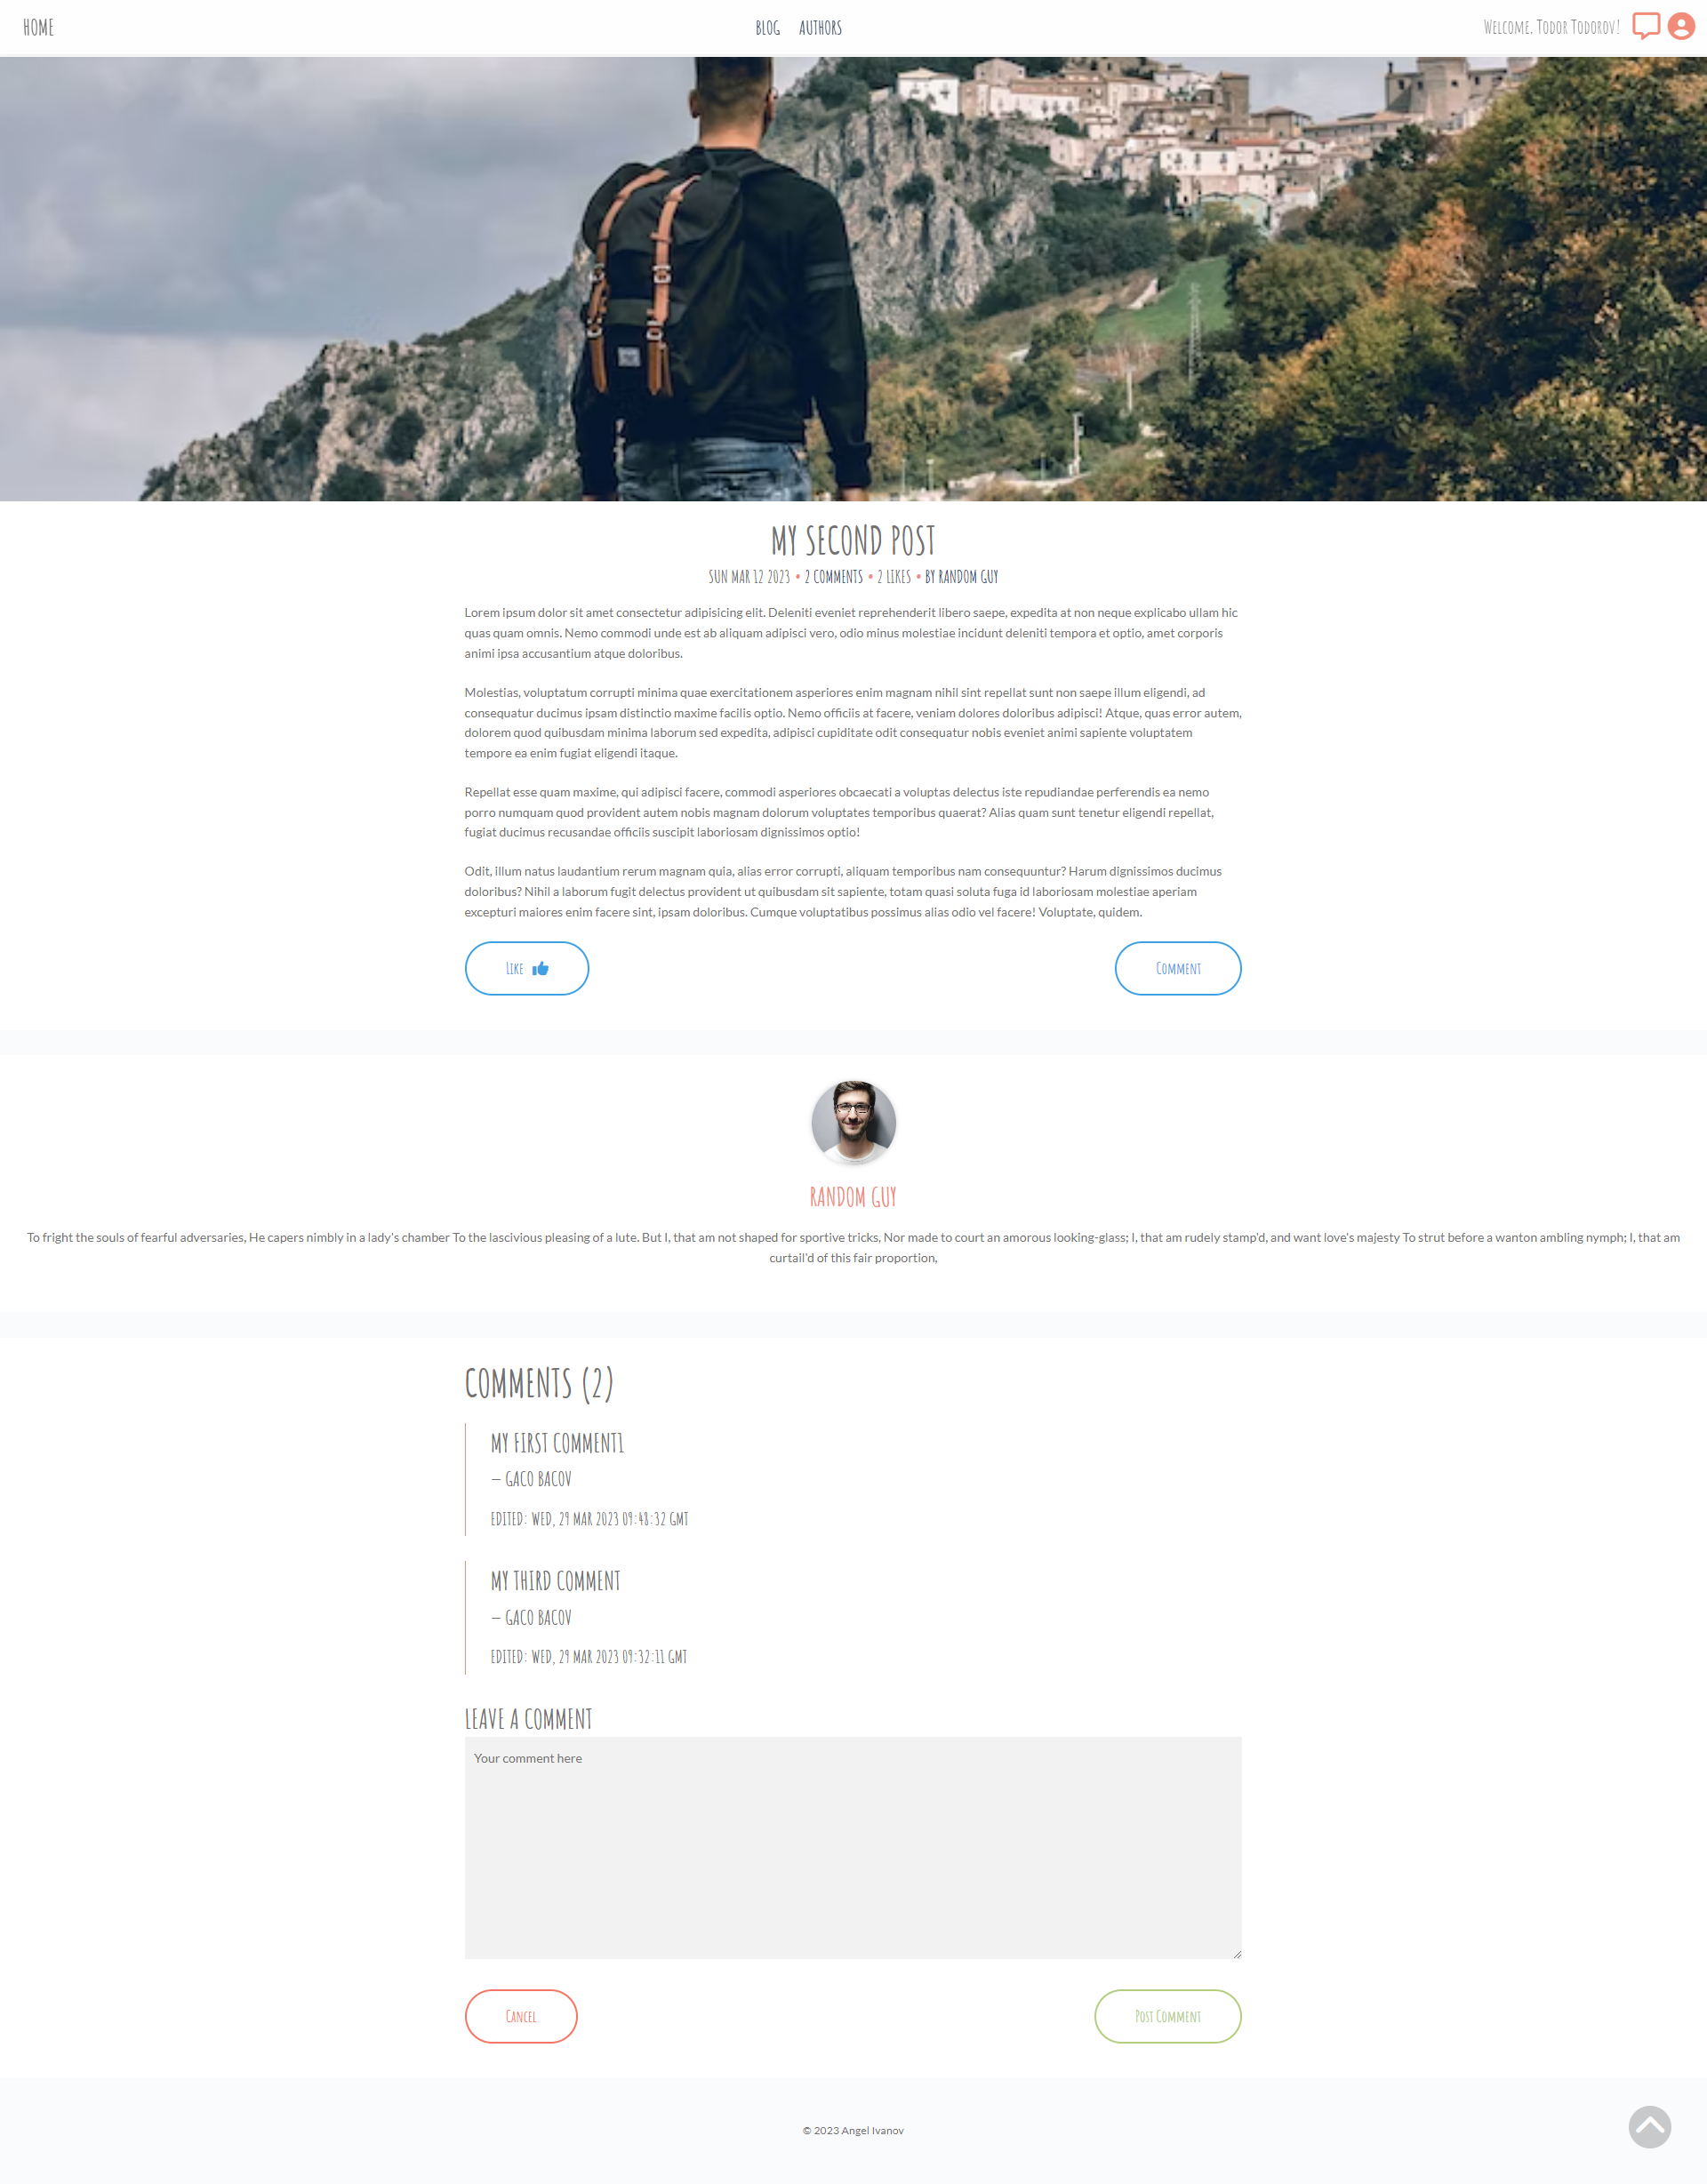 HOME
BLOG AUTHORS
Welcome, Todor Todorov!
MY SECOND POST
SUN MAR 12 2023 • 2 COMMENTS • 2 LIKES • BY RANDOM GUY
Lorem ipsum dolor sit amet consectetur adipisicing elit. Deleniti eveniet reprehenderit libero saepe, expedita at non neque explicabo ullam hic
quas quam omnis. Nemo commodi unde est ab aliquam adipisci vero, odio minus molestiae incidunt deleniti tempora et optio, amet corporis
animi ipsa accusantium atque doloribus.
Molestias, voluptatum corrupti minima quae exercitationem asperiores enim magnam nihil sint repellat sunt non saepe illum eligendi, ad
consequatur ducimus ipsam distinctio maxime facilis optio. Nemo officiis at facere, veniam dolores doloribus adipisci! Atque, quas error autem,
dolorem quod quibusdam minima laborum sed expedita, adipisci cupiditate odit consequatur nobis eveniet animi sapiente voluptatem
tempore ea enim fugiat eligendi itaque.
Repellat esse quam maxime, qui adipisci facere, commodi asperiores obcaecati a voluptas delectus iste repudiandae perferendis ea nemo
porro numquam quod provident autem nobis magnam dolorum voluptates temporibus quaerat? Alias quam sunt tenetur eligendi repellat,
fugiat ducimus recusandae officiis suscipit laboriosam dignissimos optio!
Odit, illum natus laudantium rerum magnam quia, alias error corrupti, aliquam temporibus nam consequuntur? Harum dignissimos ducimus
doloribus? Nihil a laborum fugit delectus provident ut quibusdam sit sapiente, totam quasi soluta fuga id laboriosam molestiae aperiam
excepturi maiores enim facere sint, ipsam doloribus. Cumque voluptatibus possimus alias odio vel facere! Voluptate, quidem.
Like
Comment
RANDOM GUY
To fright the souls of fearful adversaries, He capers nimbly in a lady's chamber To the lascivious pleasing of a lute. But I, that am not shaped for sportive tricks, Nor made to court an amorous looking-glass; I, that am rudely stamp'd, and want love's majesty To strut before a wanton ambling nymph; I, that am
curtail'd of this fair proportion,
COMMENTS (2)
MY FIRST COMMENT1
— GACO BACOV
EDITED: WED, 29 MAR 2023 09:48:32 GMT
MY THIRD COMMENT
— GACO BACOV
EDITED: WED, 29 MAR 2023 09:32:11 GMT
LEAVE A COMMENT
Your comment here
Cancel
Post Comment
© 2023 Angel Ivanov